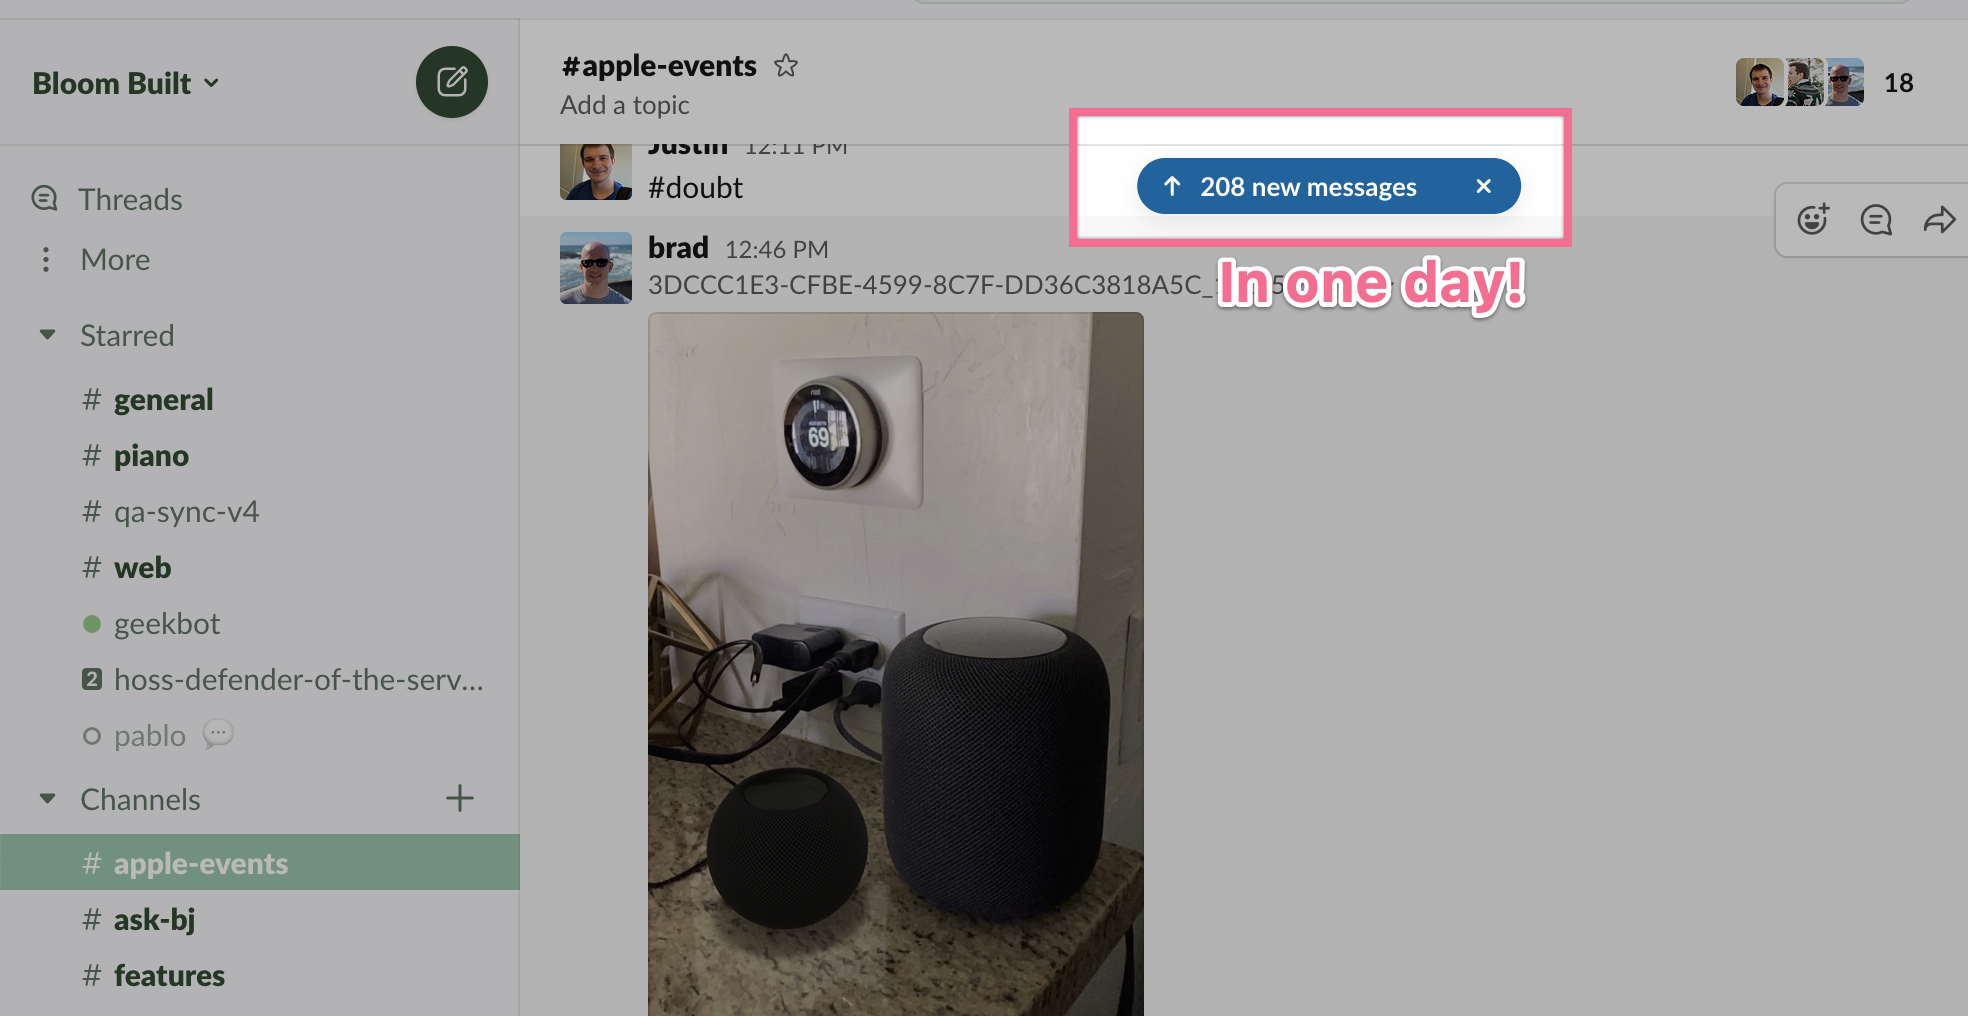 Bloom Built
#apple-events
Add a topic
18
Threads
More
Starred
# general
# piano
# qa-sync-v4
# web
geekbot
2 hoss-defender-of-the-serv...
pablo
Channels
# apple-events
# ask-bj
# features
Justin 12:11 PM
#doubt
208 new messages
brad 12:46 PM
3DCCC1E3-CFBE-4599-8C7F-DD36C3818A5C_
In one day!
nest
69